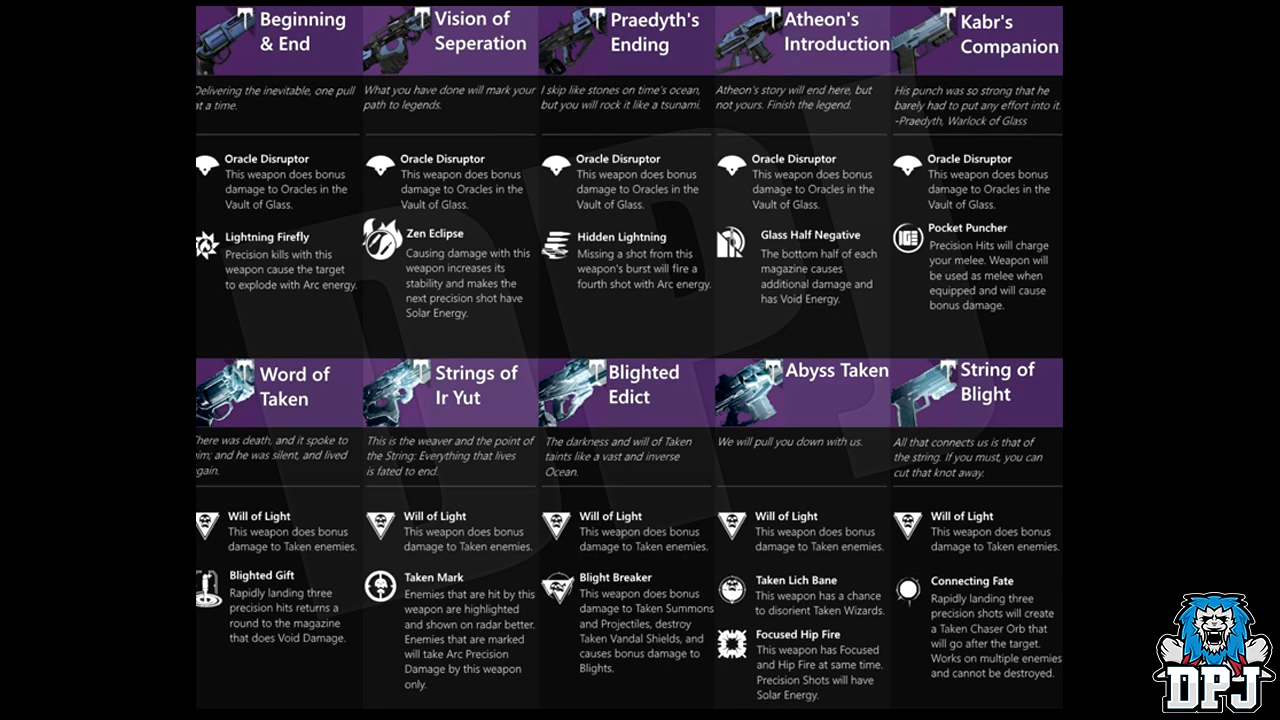 Beginning
& End
Delivering the inevitable, one pull
at a time.
Oracle Disruptor
This weapon does bonus
damage to Oracles in the
Vault of Glass.
Lightning Firefly
Precision kills with this
weapon cause the target
to explode with Arc energy.
Vision of
Seperation
What you have done will mark your
path to legends.
Oracle Disruptor
This weapon does bonus
damage to Oracles in the
Vault of Glass.
Zen Eclipse
Causing damage with this
weapon increases its
stability and makes the
next precision shot have
Solar Energy.
Praedyth's
Ending
I skip like stones on time's ocean,
but you will rock it like a tsunami.
Oracle Disruptor
This weapon does bonus
damage to Oracles in the
Vault of Glass.
Hidden Lightning
Missing a shot from this
weapon's burst will fire a
fourth shot with Arc energy.
Atheon's
Introduction
Atheon's story will end here, but
not yours. Finish the legend.
Oracle Disruptor
This weapon does bonus
damage to Oracles in the
Vault of Glass.
Glass Half Negative
The bottom half of each
magazine causes
additional damage and
has Void Energy.
Kabr's
Companion
His punch was so strong that he
barely had to put any effort into it.
-Praedyth, Warlock of Glass
Oracle Disruptor
This weapon does bonus
damage to Oracles in the
Vault of Glass.
Pocket Puncher
Precision Hits will charge
your melee. Weapon will
be used as melee when
equipped and will cause
bonus damage.
Word of
Taken
here was death, and it spoke to
im; and he was silent, and lived
gain.
Will of Light
This weapon does bonus
damage to Taken enemies.
Blighted Gift
Rapidly landing three
precision hits returns a
round to the magazine
that does Void Damage.
Strings of
Ir Yut
This is the weaver and the point of
the String: Everything that lives
is fated to end.
Will of Light
This weapon does bonus
damage to Taken enemies.
Taken Mark
Enemies that are hit by this
weapon are highlighted
and shown on radar better.
Enemies that are marked
will take Arc Precision
Damage by this weapon
only.
Blighted
Edict
The darkness and will of Taken
taints like a vast and inverse
Ocean.
Will of Light
This weapon does bonus
damage to Taken enemies.
Blight Breaker
This weapon does bonus
damage to Taken Summons
and Projectiles, destroy
Taken Vandal Shields, and
causes bonus damage to
Blights.
Abyss Taken
We will pull you down with us.
Will of Light
This weapon does bonus
damage to Taken enemies.
Taken Lich Bane
This weapon has a chance
to disorient Taken Wizards.
Focused Hip Fire
This weapon has Focused
and Hip Fire at same time.
Precision Shots will have
Solar Energy.
String of
Blight
All that connects us is that of
the string. If you must, you can
cut that knot away.
Will of Light
This weapon does bonus
damage to Taken enemies.
Connecting Fate
Rapidly landing three
precision shots will create
a Taken Chaser Orb that
will go after the target.
Works on multiple enemies
and cannot be destroyed.
DPJ
DPJ